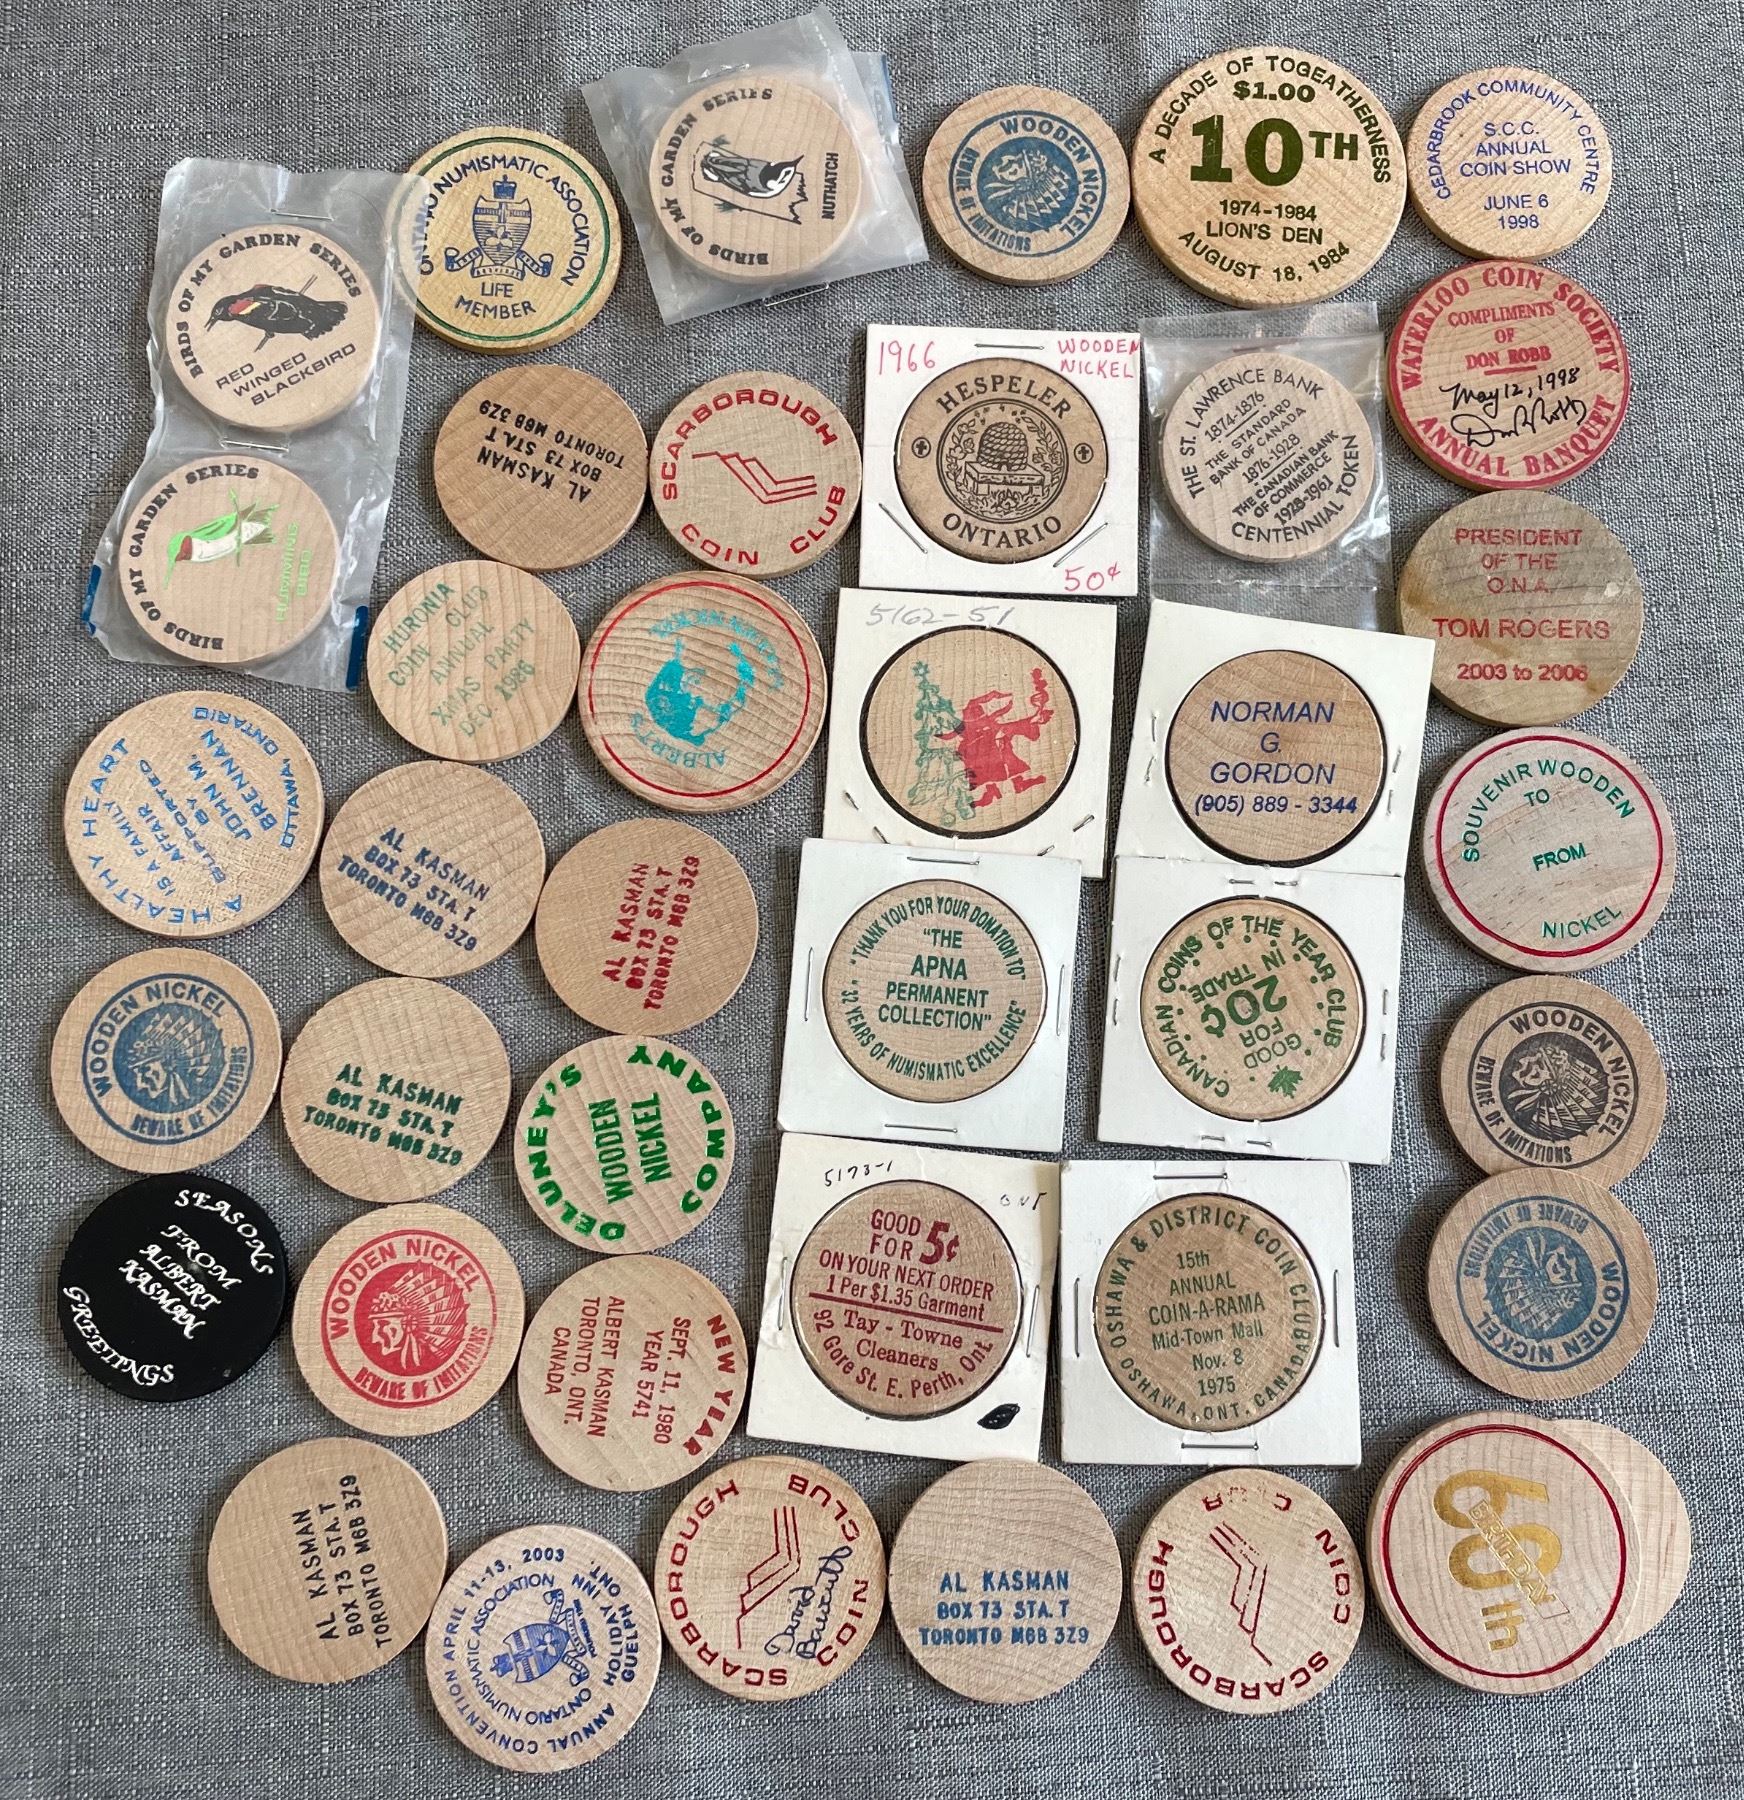 BIRDS OF MY GARDEN SERIES
RED
WINGED
BLACKBIRD
BIRDS OF MY GARDEN SERIES
HUMMING
BIRD
ONTARIO NUMISMATIC ASSOCIATION
LIFE
MEMBER
BIRDS OF MY GARDEN SERIES
NUTHATCH
WOODEN NICKEL
BEWARE OF IMITATIONS
A DECADE OF TOGEATHERNESS
$1.00
10TH
1974-1984
LION'S DEN
AUGUST 18, 1984
CEDARBROOK COMMUNITY CENTRE
S.C.C.
ANNUAL
COIN SHOW
JUNE 6
1998
WATERLOO COIN SOCIETY
COMPLIMENTS
OF
DON ROBB
May 12, 1998
Don Robb
ANNUAL BANQUET
AL KASMAN
BOX 73 STA. T
TORONTO M6B 3Z9
SCARBOROUGH
COIN CLUB
1966
WOODEN
NICKEL
HESPELER
ONTARIO
50¢
THE ST. LAWRENCE BANK
1874-1876
THE STANDARD
BANK OF CANADA
1876-1928
THE CANADIAN BANK
OF COMMERCE
1928-1961
CENTENNIAL TOKEN
PRESIDENT
OF THE
O.N.A.
TOM ROGERS
2003 to 2006
HURONIA
COIN CLUB
ANNUAL
XMAS PARTY
DEC. 1986
ALBERT'S
5162-51
NORMAN
G.
GORDON
(905) 889 - 3344
SOUVENIR WOODEN
TO
FROM
NICKEL
A HEALTHY HEART
IS A FAMILY
AFFAIR
SUPPORTED
BY
JOHN M.
BRENNAN
OTTAWA, ONTARIO
AL KASMAN
BOX 73 STA. T
TORONTO M6B 3Z9
AL KASMAN
BOX 73 STA. T
TORONTO M6B 3Z9
"THANK YOU FOR YOUR DONATION TO"
"THE
APNA
PERMANENT
COLLECTION"
"22 YEARS OF NUMISMATIC EXCELLENCE"
CANADIAN COINS OF THE YEAR CLUB
GOOD
FOR
20¢
IN TRADE
WOODEN NICKEL
BEWARE OF IMITATIONS
WOODEN NICKEL
BEWARE OF IMITATIONS
AL KASMAN
BOX 73 STA. T
TORONTO M6B 3Z9
DELUNEY'S
WOODEN
NICKEL
COMPANY
5173-1
ONT
GOOD
FOR 5¢
ON YOUR NEXT ORDER
1 Per $1.35 Garment
Tay - Towne
Cleaners
92 Gore St. E. Perth, Ont.
OSHAWA & DISTRICT COIN CLUB
15th
ANNUAL
COIN-A-RAMA
Mid-Town Mall
Nov. 8
1975
OSHAWA, ONT. CANADA
WOODEN NICKEL
BEWARE OF IMITATIONS
SEASONS
FROM
ALBERT
KASMAN
GREETINGS
WOODEN NICKEL
BEWARE OF IMITATIONS
NEW YEAR
SEPT. 11, 1980
YEAR 5741
ALBERT KASMAN
TORONTO, ONT.
CANADA
AL KASMAN
BOX 73 STA. T
TORONTO M6B 3Z9
ANNUAL CONVENTION APRIL 11-13, 2003
ONTARIO NUMISMATIC ASSOCIATION
HOLIDAY INN
GUELPH ONT.
SCARBOROUGH
COIN CLUB
AL KASMAN
BOX 73 STA. T
TORONTO M6B 3Z9
SCARBOROUGH
COIN
60th
BIRTHDAY